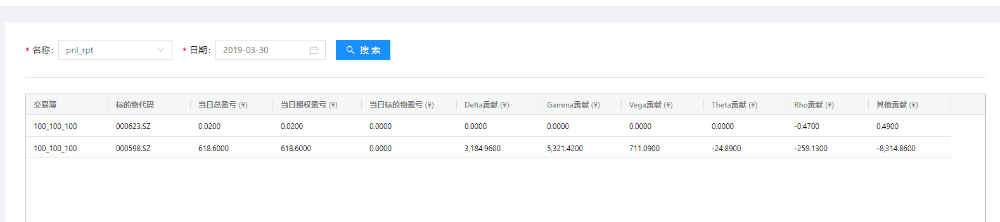 * 名称： pnl_rpt * 日期： 2019-03-30 搜 索
交易簿 标的物代码 当日总盈亏 (¥) 当日期权盈亏 (¥) 当日标的物盈亏 (¥) Delta贡献 (¥) Gamma贡献 (¥) Vega贡献 (¥) Theta贡献 (¥) Rho贡献 (¥) 其他贡献 (¥)
100_100_100 000623.SZ 0.0200 0.0200 0.0000 0.0000 0.0000 0.0000 0.0000 -0.4700 0.4900
100_100_100 000598.SZ 618.6000 618.6000 0.0000 3,184.9600 5,321.4200 711.0900 -24.8900 -259.1300 -8,314.8600